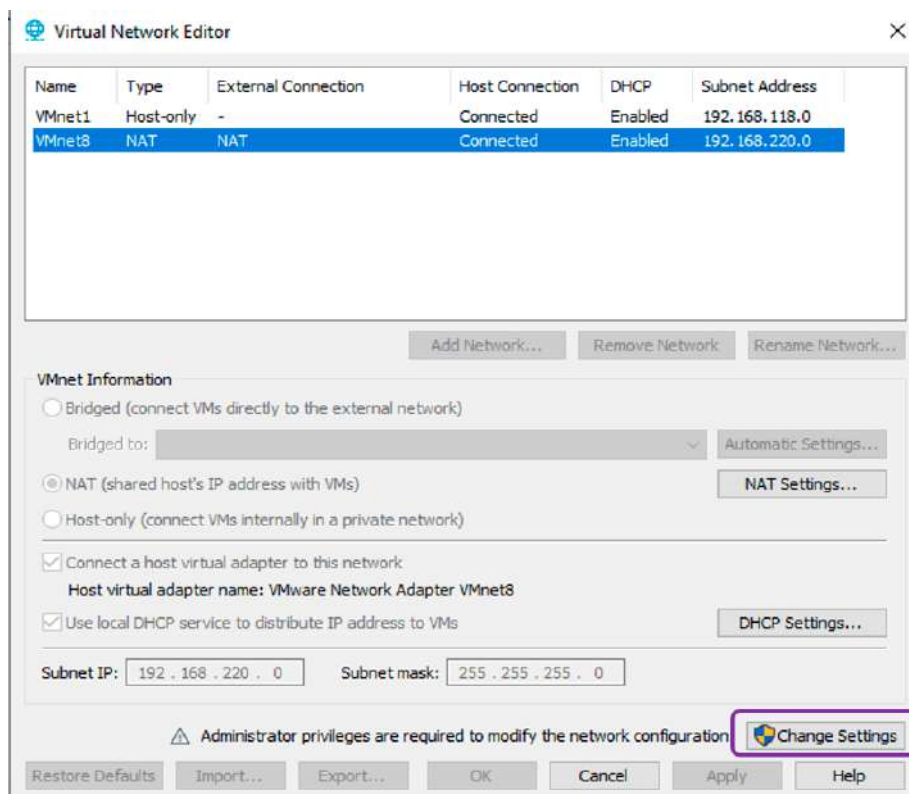 Virtual Network Editor
Name Type External Connection Host Connection DHCP Subnet Address
VMnet1 Host-only - Connected Enabled 192.168.118.0
VMnet8 NAT NAT Connected Enabled 192.168.220.0
Add Network... Remove Network Rename Network...
VMnet Information
Bridged (connect VMs directly to the external network)
Bridged to: Automatic Settings...
NAT (shared host's IP address with VMs) NAT Settings...
Host-only (connect VMs internally in a private network)
Connect a host virtual adapter to this network
Host virtual adapter name: VMware Network Adapter VMnet8
Use local DHCP service to distribute IP address to VMs DHCP Settings...
Subnet IP: 192 . 168 . 220 . 0 Subnet mask: 255 . 255 . 255 . 0
Administrator privileges are required to modify the network configuration Change Settings
Restore Defaults Import... Export... OK Cancel Apply Help